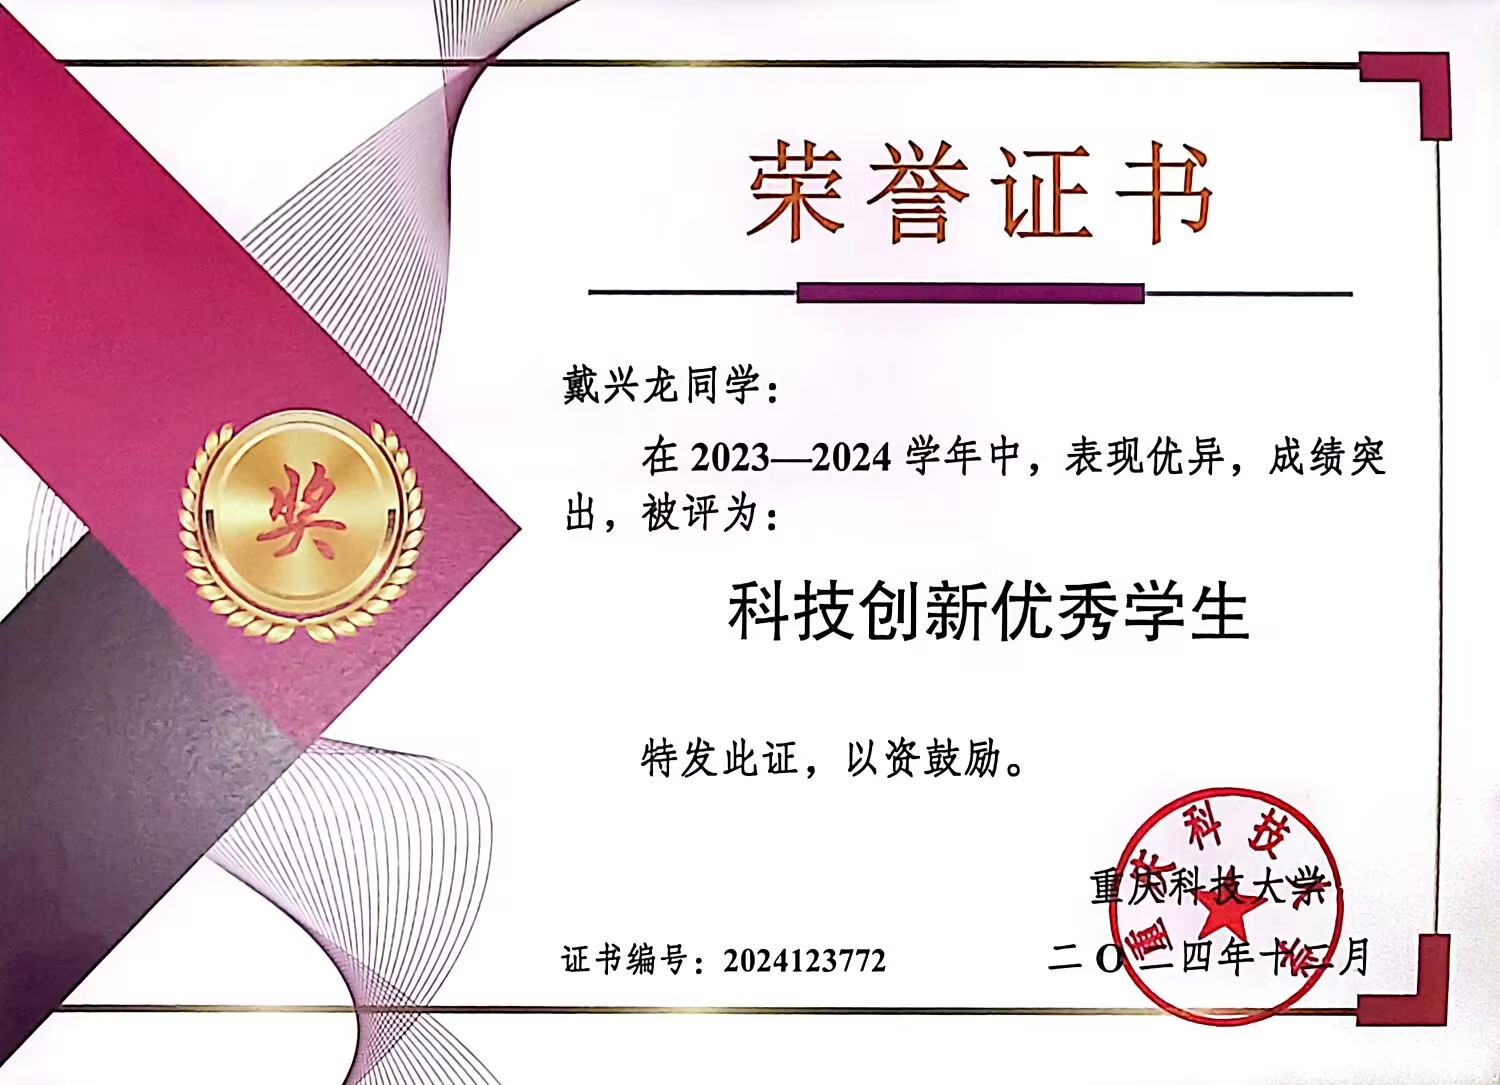 荣誉证书
奖
戴兴龙同学：
在 2023—2024 学年中，表现优异，成绩突
出，被评为：
科技创新优秀学生
特发此证，以资鼓励。
重庆科技大学
重庆科技大学
证书编号：2024123772
二〇二四年十二月